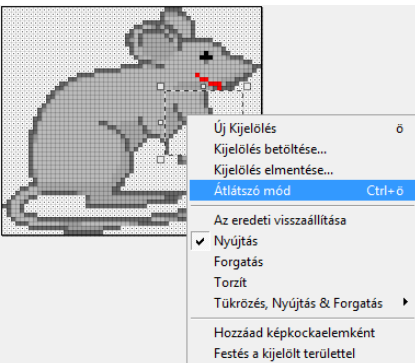 Új Kijelölés ö
Kijelölés betöltése...
Kijelölés elmentése...
Átlátszó mód Ctrl+ö
Az eredeti visszaállítása
Nyújtás
Forgatás
Torzít
Tükrözés, Nyújtás & Forgatás
Hozzáad képkockaelemként
Festés a kijelölt területtel